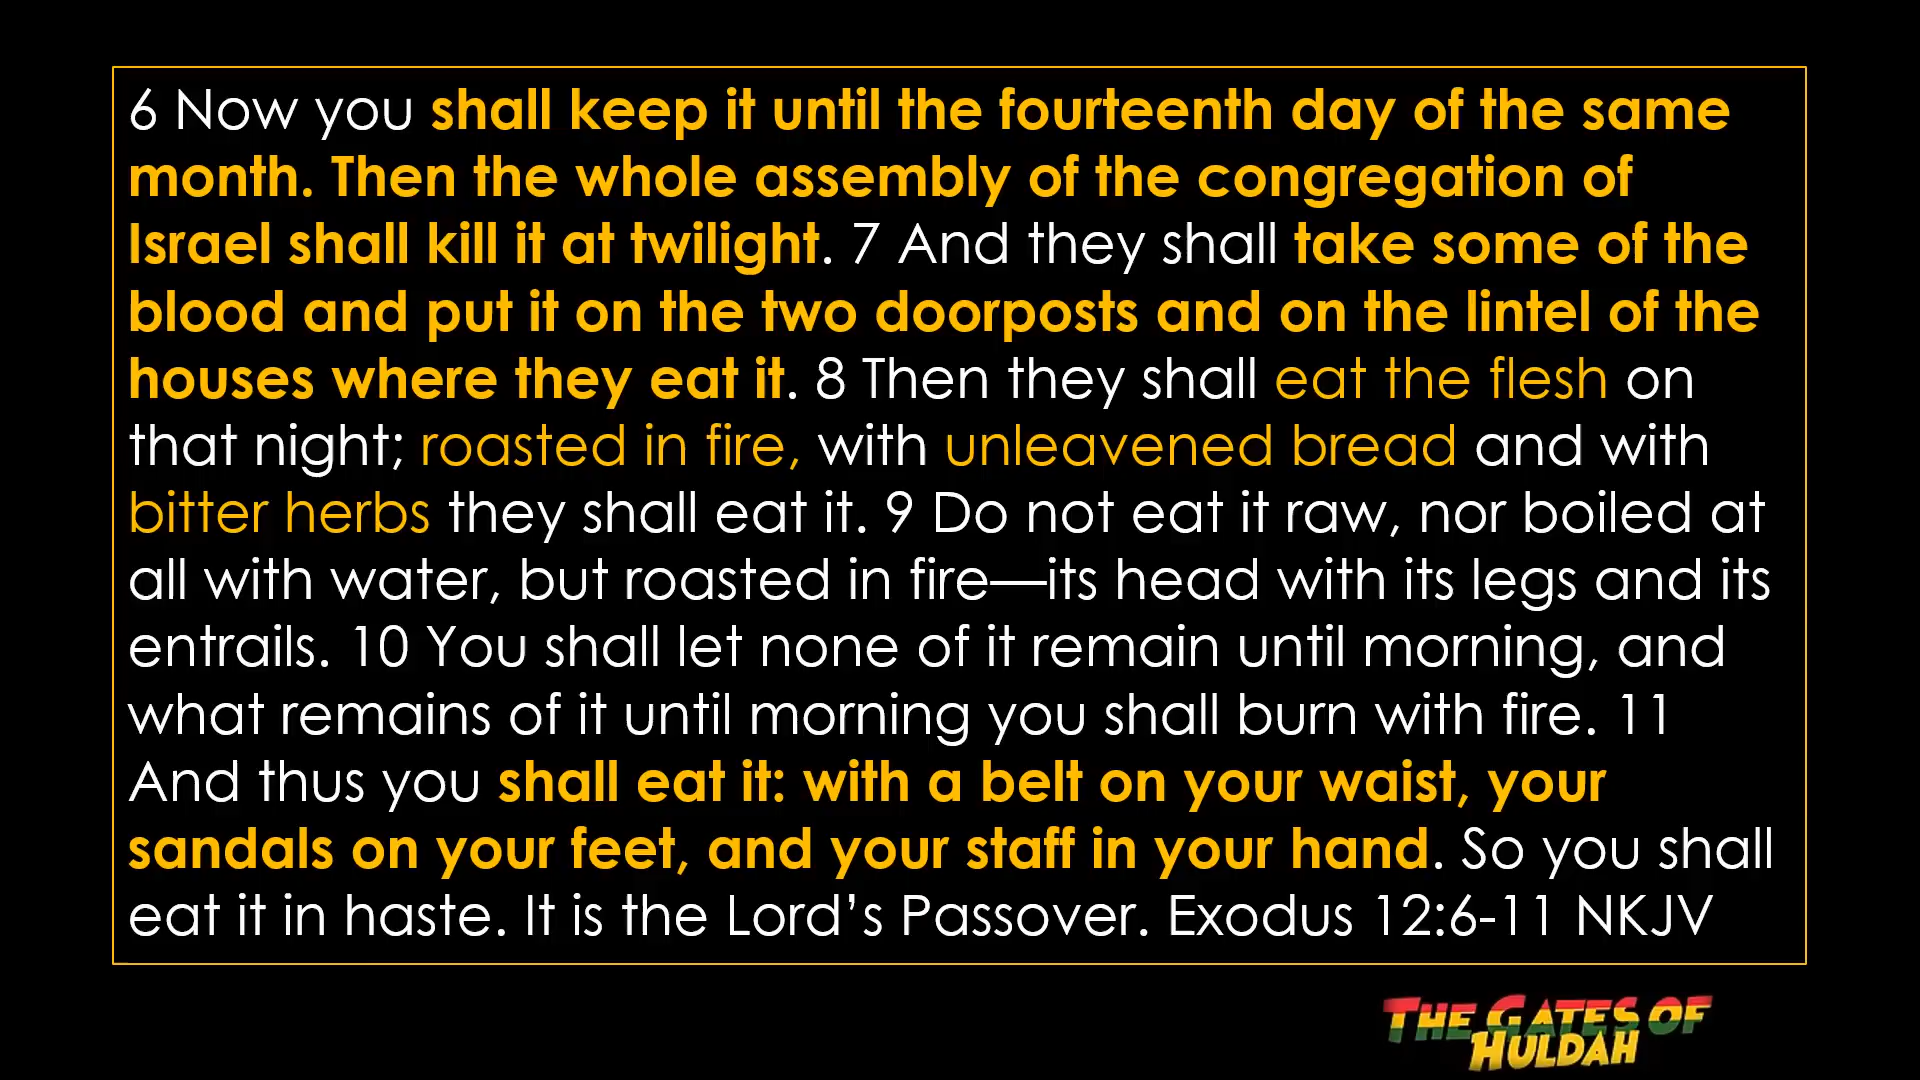 6 Now you shall keep it until the fourteenth day of the same
month. Then the whole assembly of the congregation of
Israel shall kill it at twilight. 7 And they shall take some of the
blood and put it on the two doorposts and on the lintel of the
houses where they eat it. 8 Then they shall eat the flesh on
that night; roasted in fire, with unleavened bread and with
bitter herbs they shall eat it. 9 Do not eat it raw, nor boiled at
all with water, but roasted in fire—its head with its legs and its
entrails. 10 You shall let none of it remain until morning, and
what remains of it until morning you shall burn with fire. 11
And thus you shall eat it: with a belt on your waist, your
sandals on your feet, and your staff in your hand. So you shall
eat it in haste. It is the Lord’s Passover. Exodus 12:6-11 NKJV
THE GATES OF
HULDAH